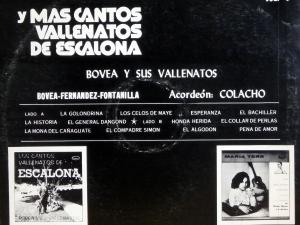 y MAS CANTOS
VALLENATOS
DE ESCALONA
BOVEA Y SUS VALLENATOS
BOVEA-FERNANDEZ-FONTANILLA Acordeón: COLACHO
LADO A LA GOLONDRINA LOS CELOS DE MAYE ESPERANZA EL BACHILLER
LA HISTORIA EL GENERAL DANGOND ★ LADO B HONDA HERIDA EL COLLAR DE PERLAS
LA MONA DEL CAÑAGUATE EL COMPADRE SIMON EL ALGODON PENA DE AMOR
LOS CANTOS
VALLENATOS DE
ESCALONA
MARIA TERE